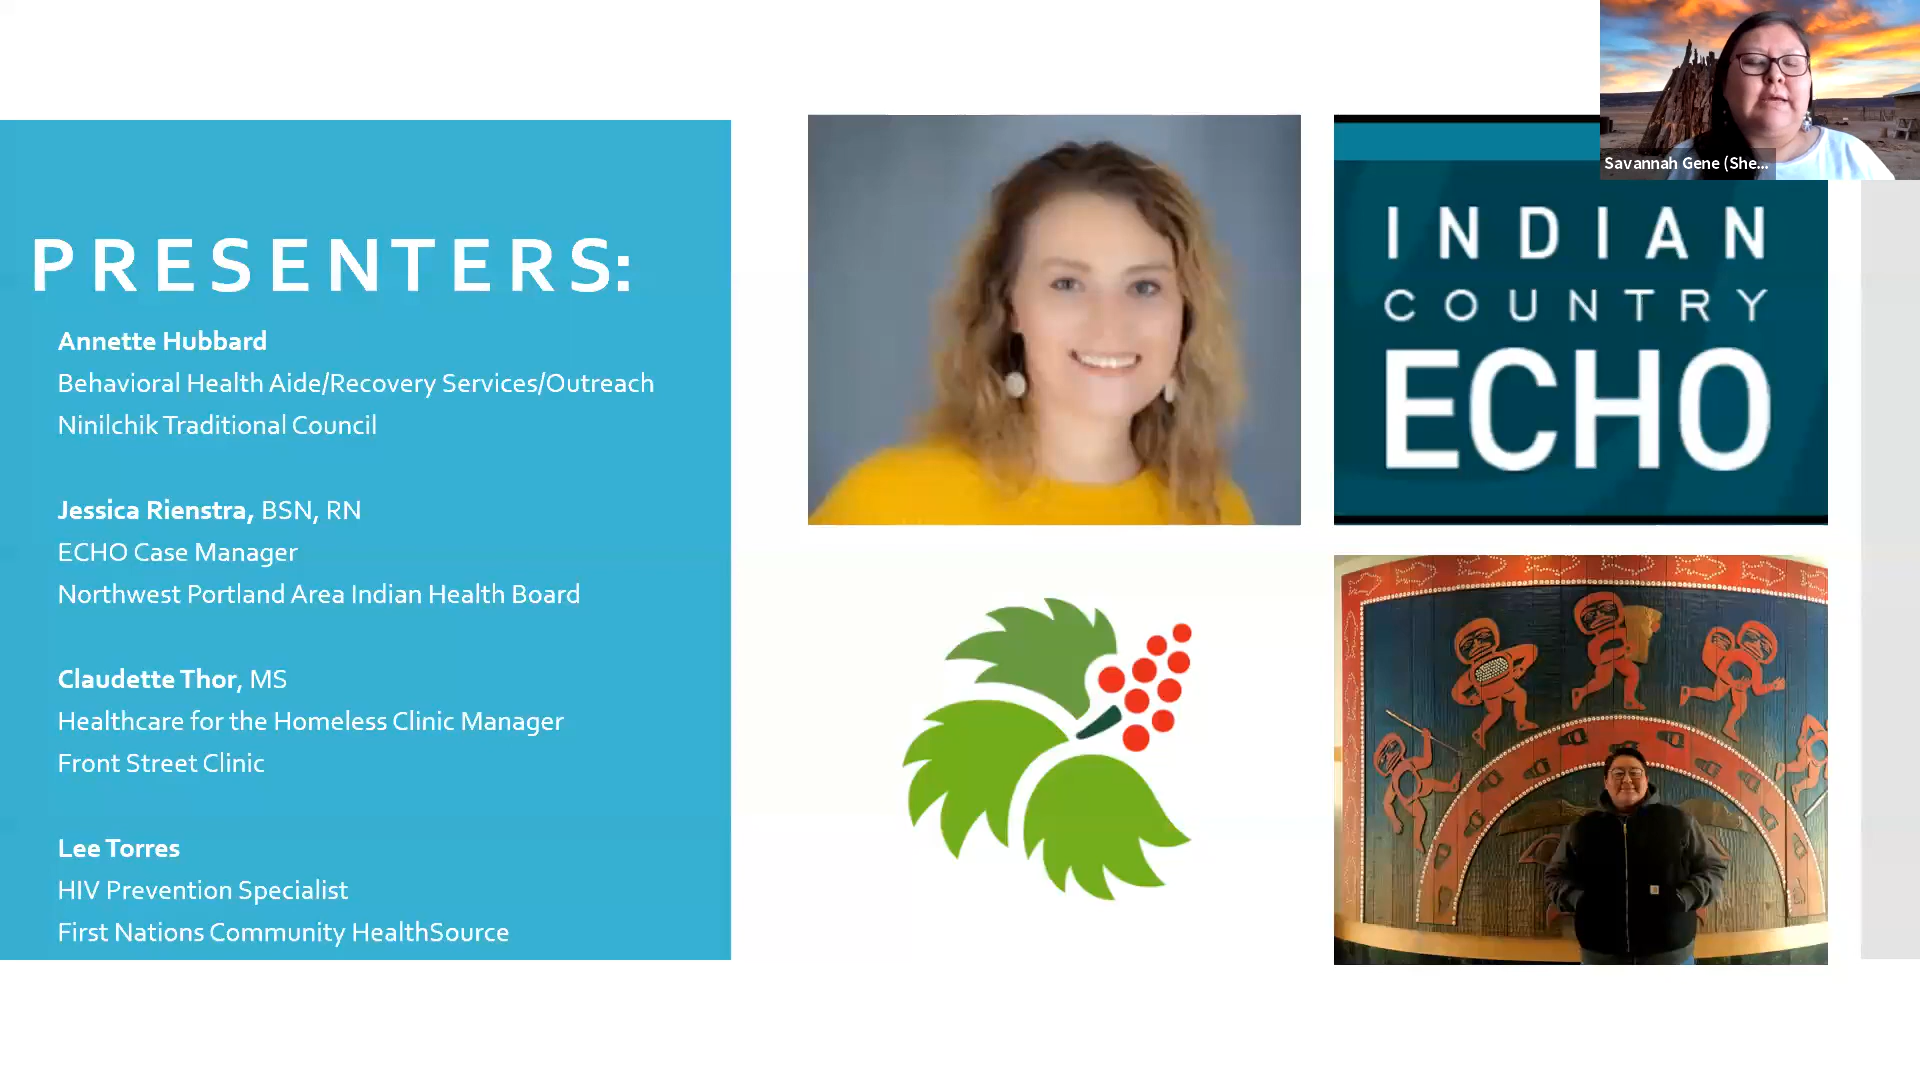 PRESENTERS:
Annette Hubbard
Behavioral Health Aide/Recovery Services/Outreach
Ninilchik Traditional Council
Jessica Rienstra, BSN, RN
ECHO Case Manager
Northwest Portland Area Indian Health Board
Claudette Thor, MS
Healthcare for the Homeless Clinic Manager
Front Street Clinic
Lee Torres
HIV Prevention Specialist
First Nations Community HealthSource
INDIAN
COUNTRY
ECHO
Savannah Gene (She...